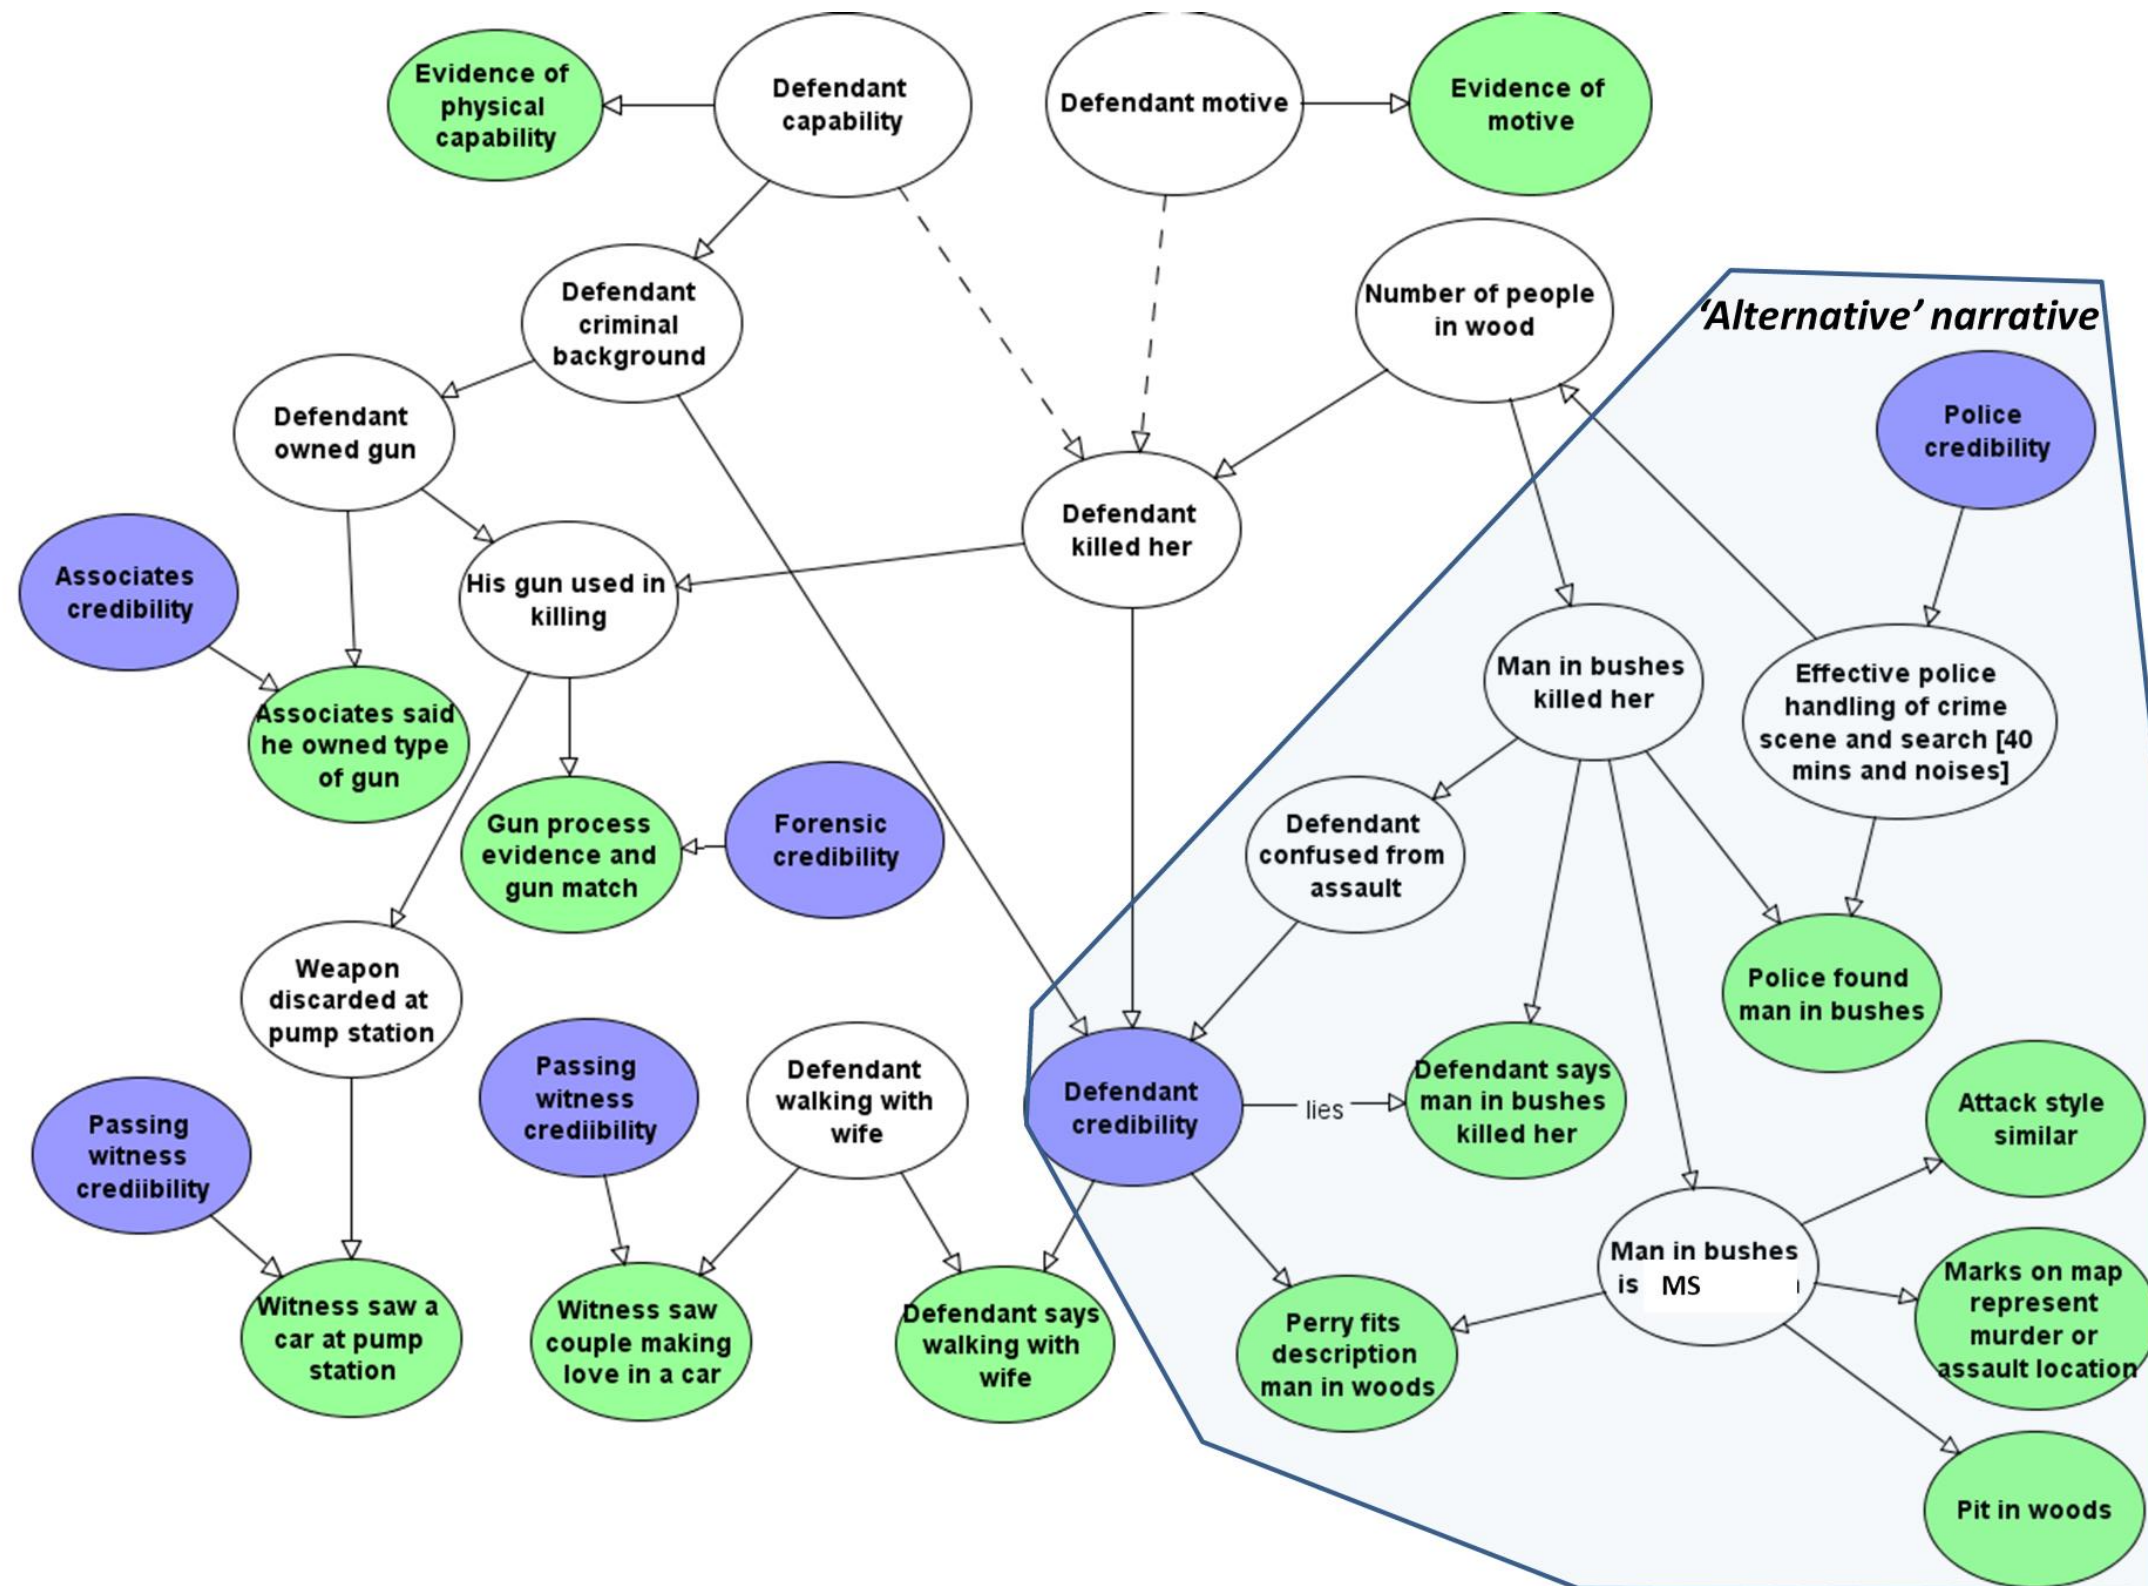 Evidence of
physical
capability
Defendant
capability
Defendant motive
Evidence of
motive
Defendant
criminal
background
Number of people
in wood
'Alternative' narrative
Police
credibility
Defendant
owned gun
Defendant
killed her
Associates
credibility
His gun used in
killing
Man in bushes
killed her
Effective police
handling of crime
scene and search [40
mins and noises]
Associates said
he owned type
of gun
Gun process
evidence and
gun match
Forensic
credibility
Defendant
confused from
assault
Weapon
discarded at
pump station
Police found
man in bushes
Passing
witness
crediibility
Passing
witness
crediibility
Defendant
walking with
wife
Defendant
credibility
lies
Defendant says
man in bushes
killed her
Attack style
similar
Witness saw a
car at pump
station
Witness saw
couple making
love in a car
Defendant says
walking with
wife
Perry fits
description
man in woods
Man in bushes
is MS
Marks on map
represent
murder or
assault location
Pit in woods